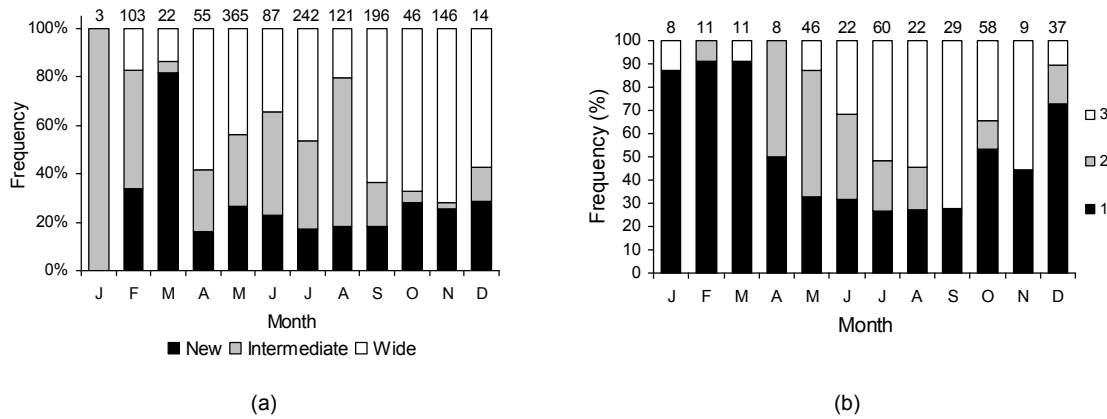 3 103 22 55 365 87 242 121 196 46 146 14
100%
80%
60%
40%
20%
0%
Frequency
J F M A M J J A S O N D
Month
New Intermediate Wide
(a)
8 11 11 8 46 22 60 22 29 58 9 37
100
90
80
70
60
50
40
30
20
10
0
Frequency (%)
J F M A M J J A S O N D
Month
3
2
1
(b)